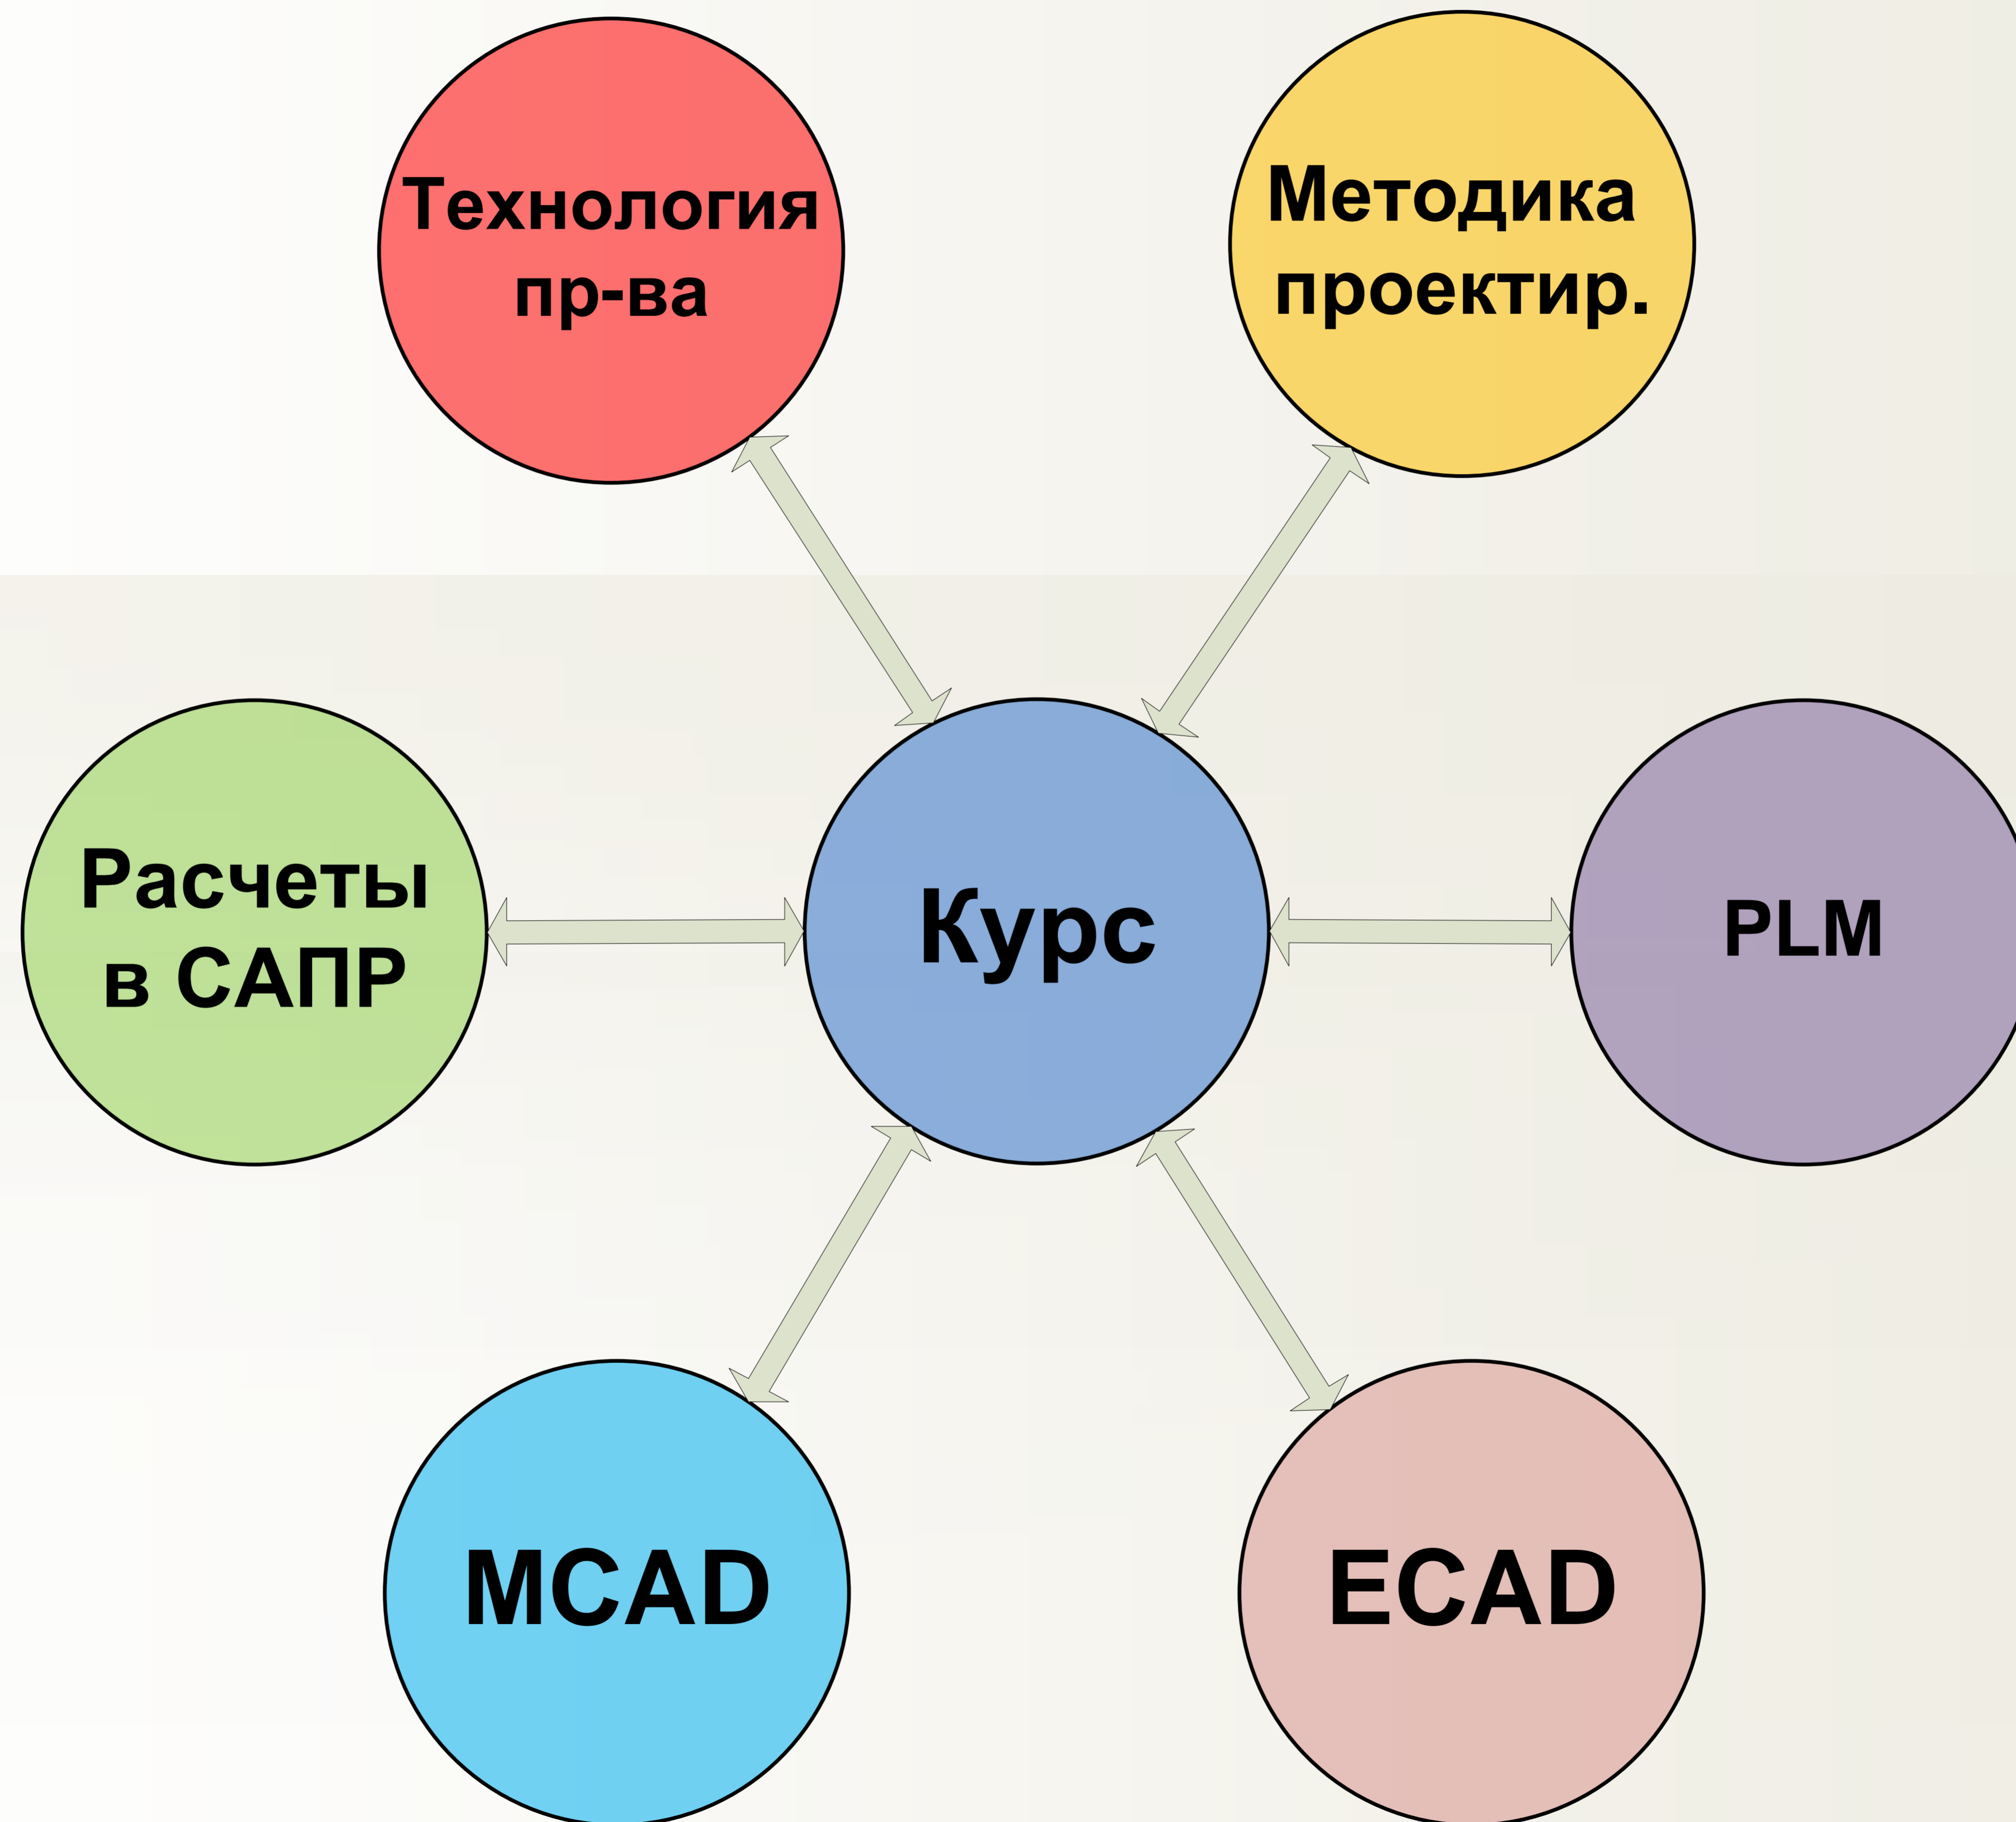 Технология
пр-ва
Методика
проектир.
Расчеты
в САПР
Курс
PLM
MCAD
ECAD